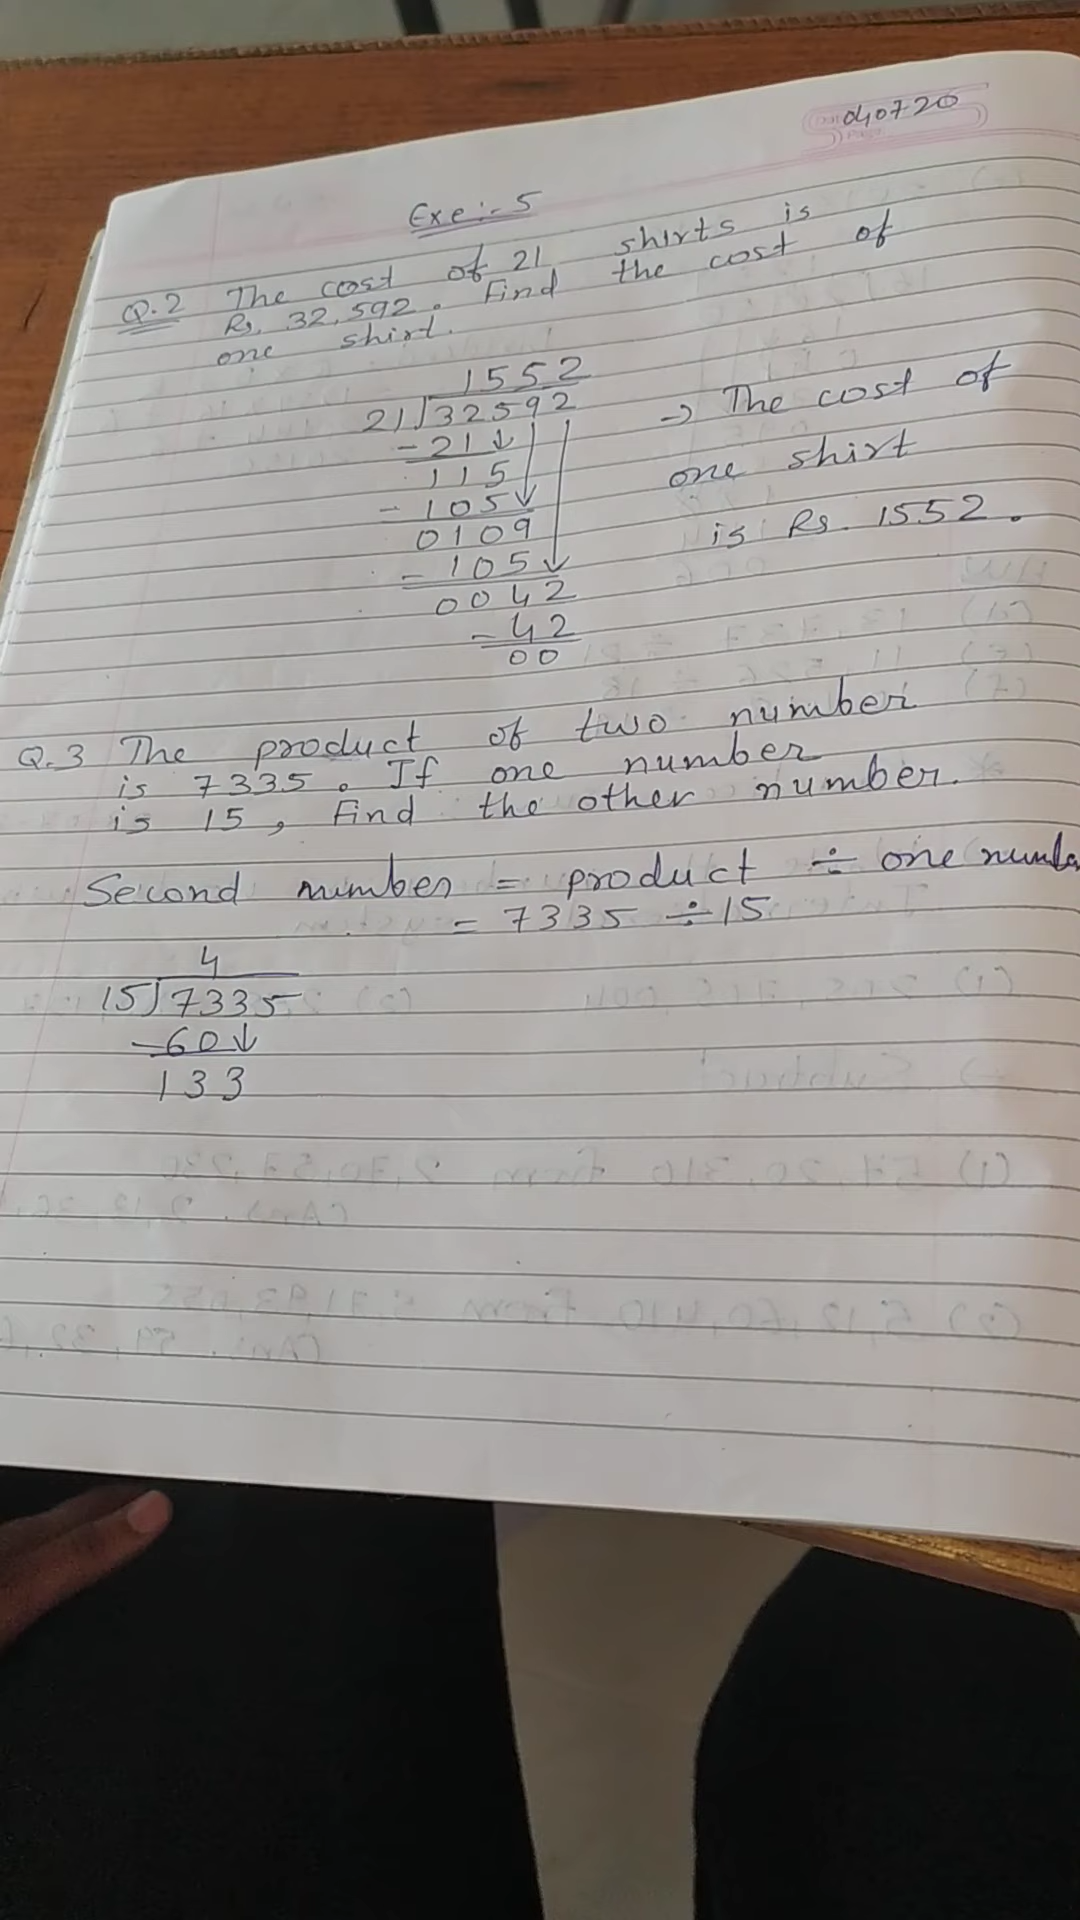 040720
Exe:- 5
Q.2 The cost of 21 shirts is
Rs. 32,592. Find the cost of
one shirt.
1552
21)32592
-21↓
115
-105↓
0109
-105↓
0042
-42
00
→ The cost of
one shirt
is Rs. 1552.
Q.3 The product of two number
is 7335. If one number
is 15, Find the other number.
Second number = product ÷ one
= 7335 ÷ 15
4
15)7335
-60↓
133